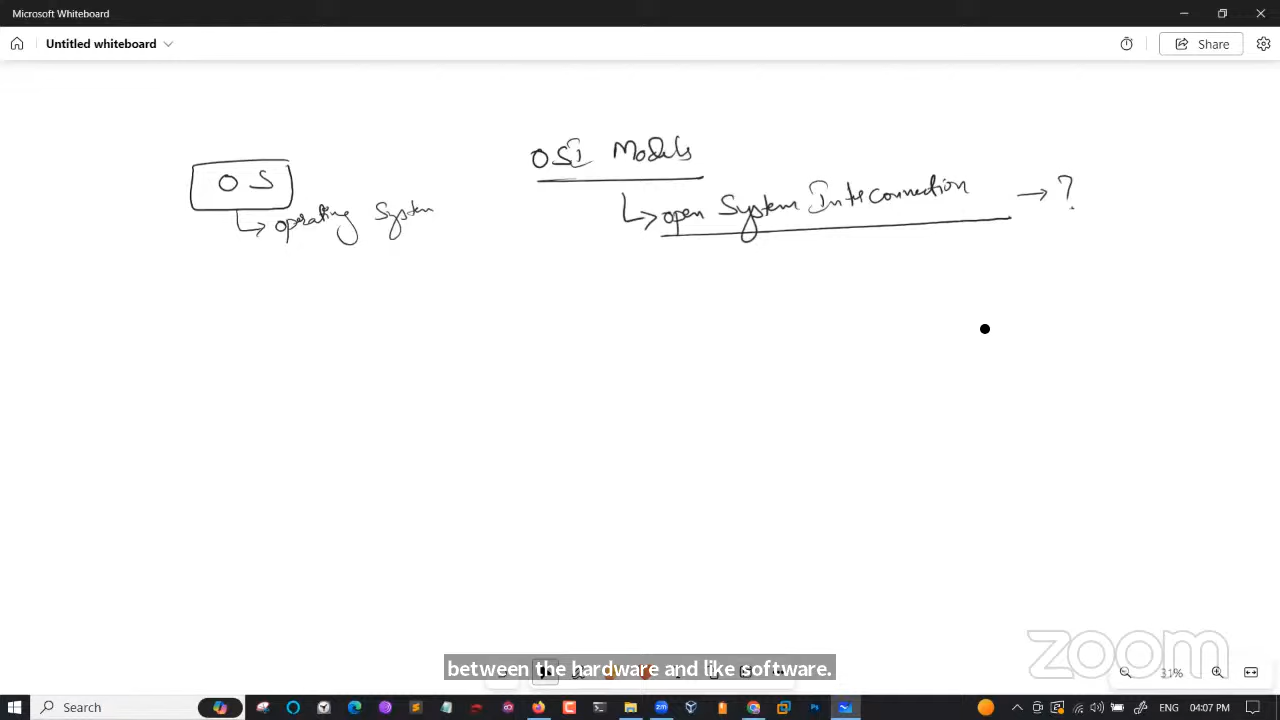 Microsoft Whiteboard
Untitled whiteboard
Share
OSI Models
OS
open System Interconnection → ?
operating System
zoom
between the hardware and like software.
31%
Search
ENG
04:07 PM